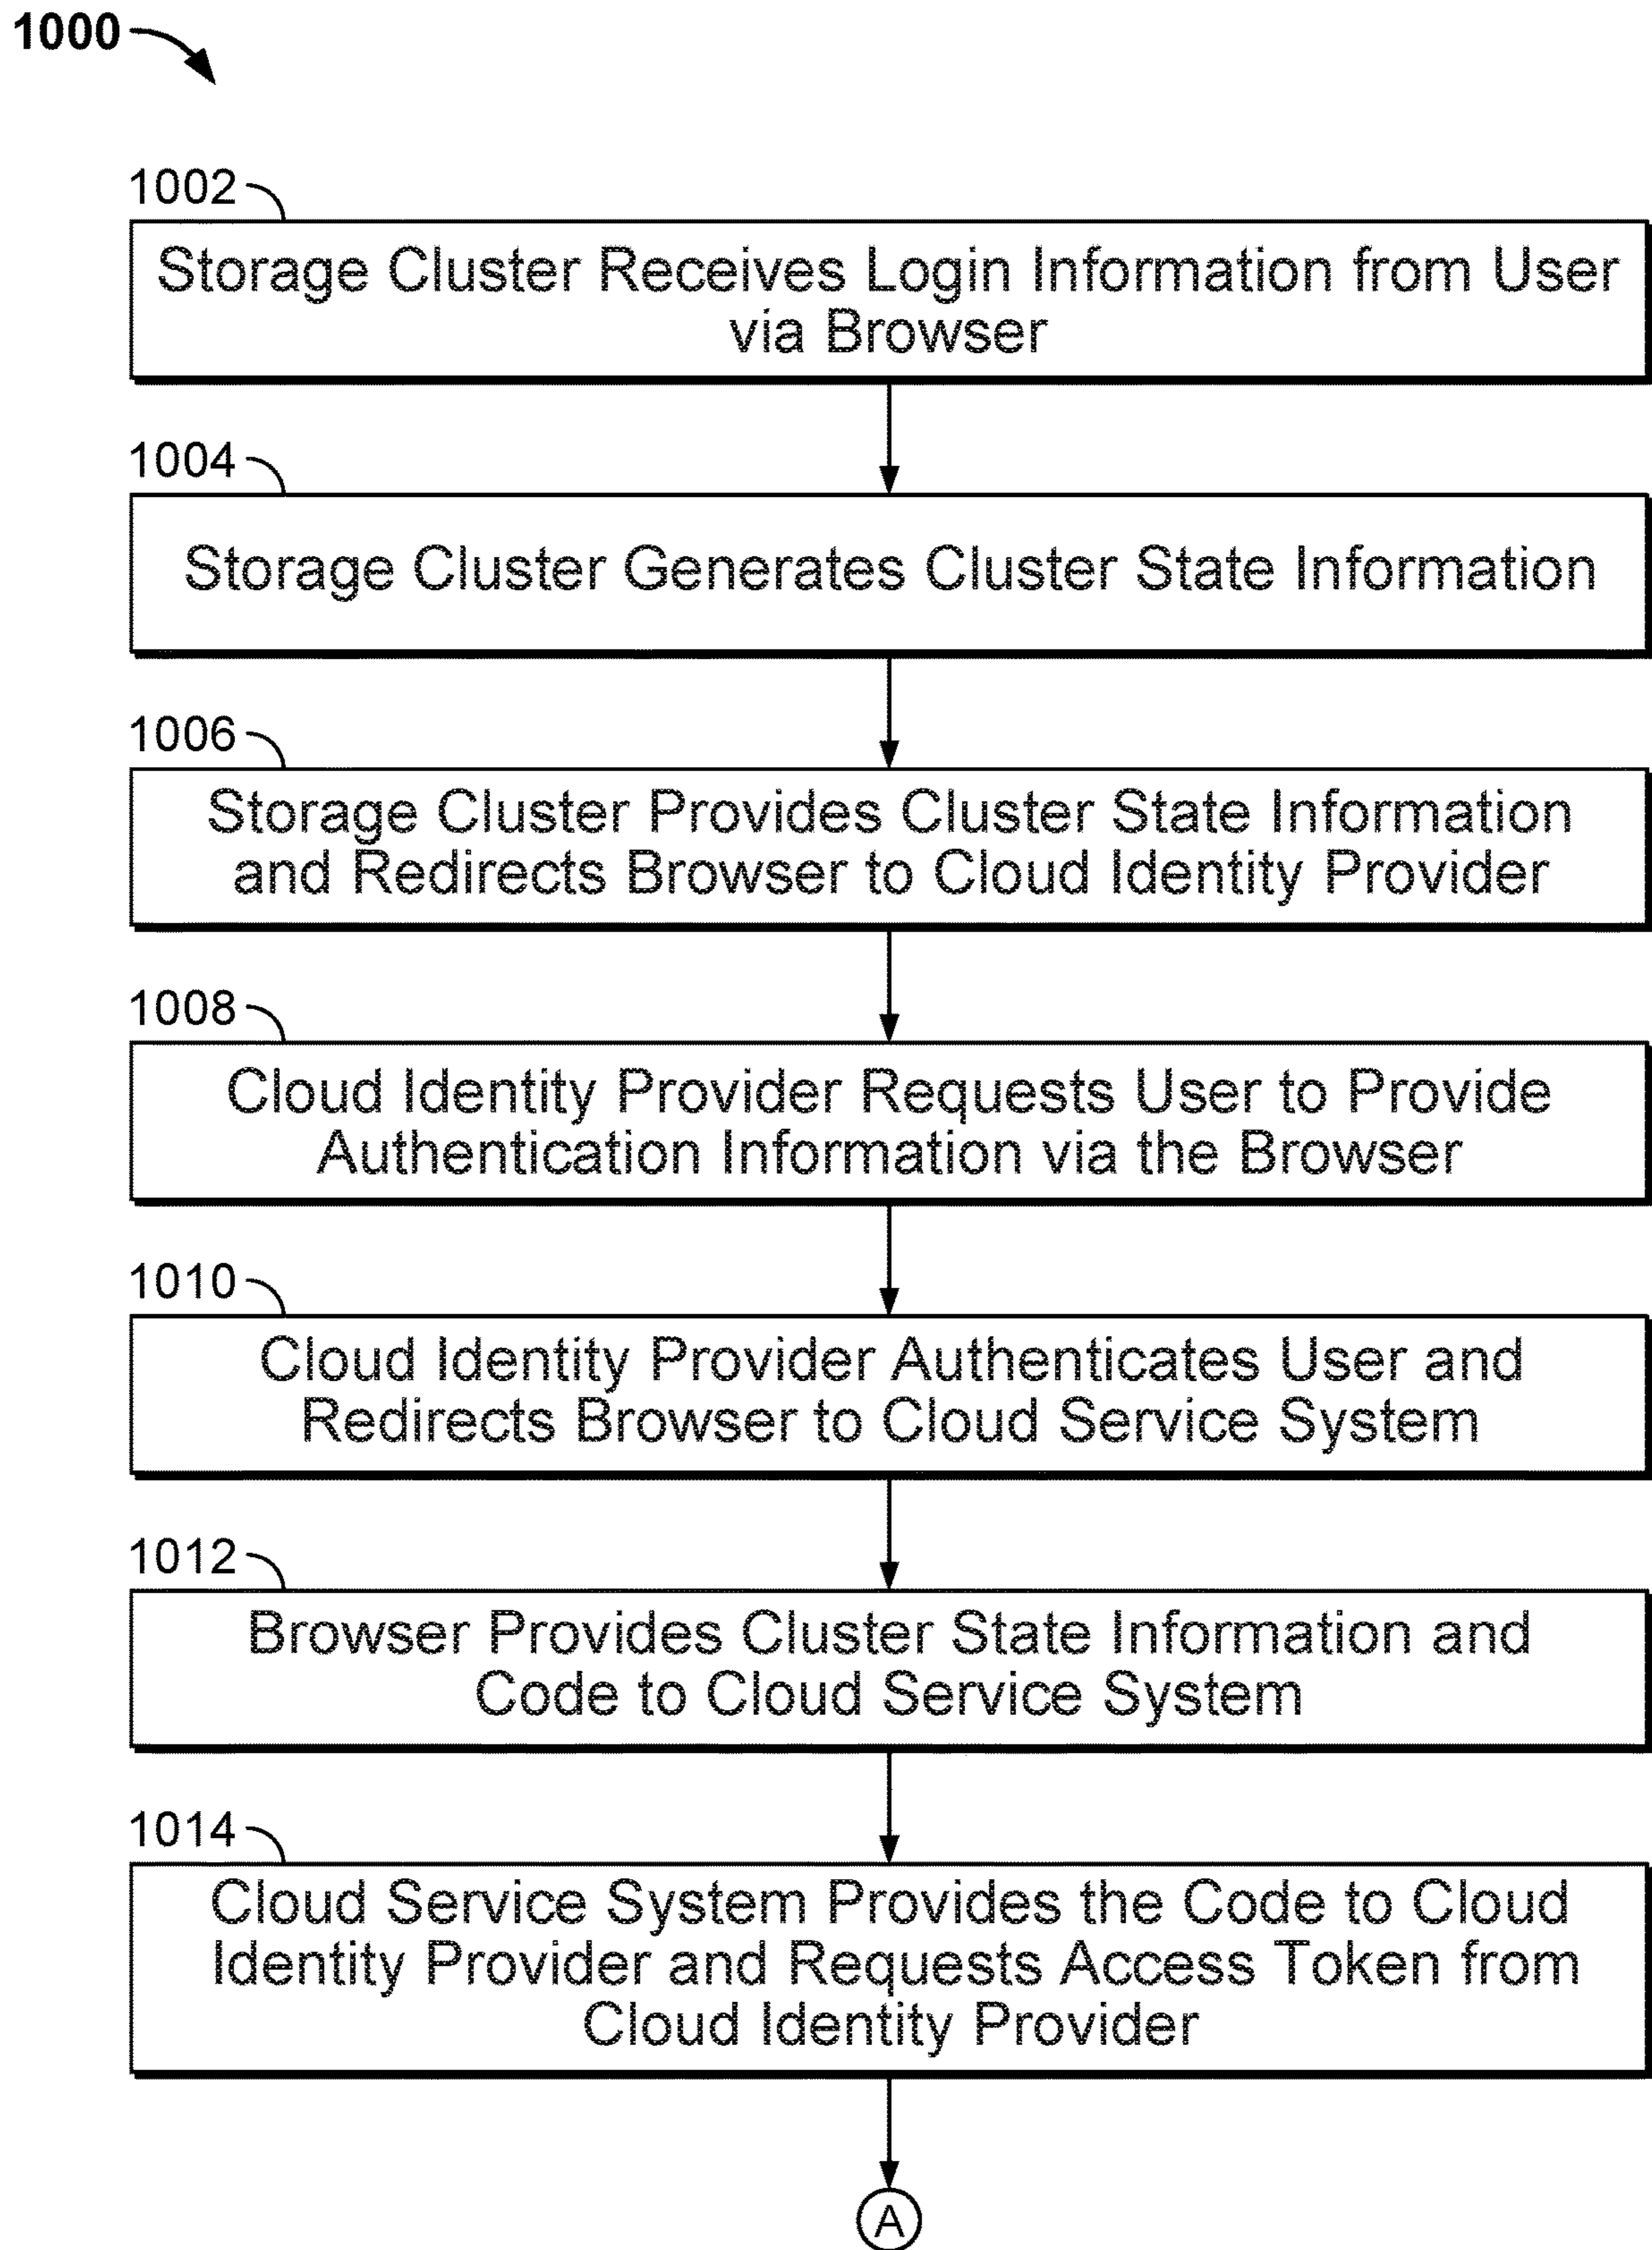 1000
1002
Storage Cluster Receives Login Information from User
via Browser
1004
Storage Cluster Generates Cluster State Information
1006
Storage Cluster Provides Cluster State Information
and Redirects Browser to Cloud Identity Provider
1008
Cloud Identity Provider Requests User to Provide
Authentication Information via the Browser
1010
Cloud Identity Provider Authenticates User and
Redirects Browser to Cloud Service System
1012
Browser Provides Cluster State Information and
Code to Cloud Service System
1014
Cloud Service System Provides the Code to Cloud
Identity Provider and Requests Access Token from
Cloud Identity Provider
A